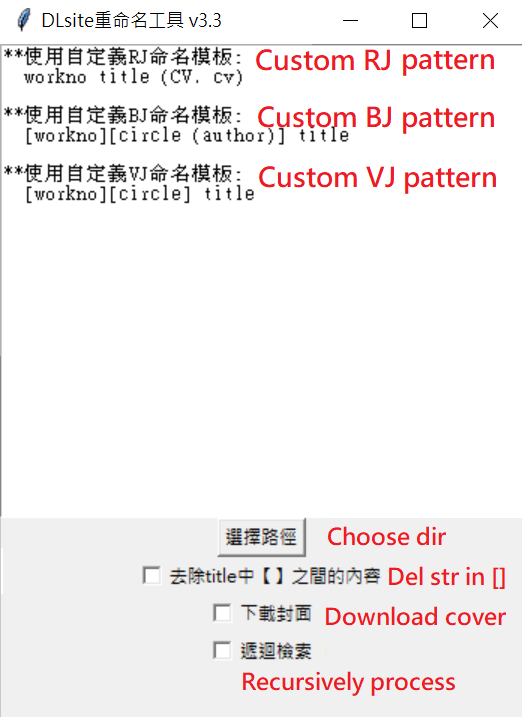 DLsite重命名工具 v3.3
**使用自定義RJ命名模板: Custom RJ pattern
workno title (CV. cv)
**使用自定義BJ命名模板: Custom BJ pattern
[workno][circle (author)] title
**使用自定義VJ命名模板: Custom VJ pattern
[workno][circle] title
選擇路徑 Choose dir
去除title中【】之間的內容 Del str in []
下載封面 Download cover
遞迴檢索
Recursively process